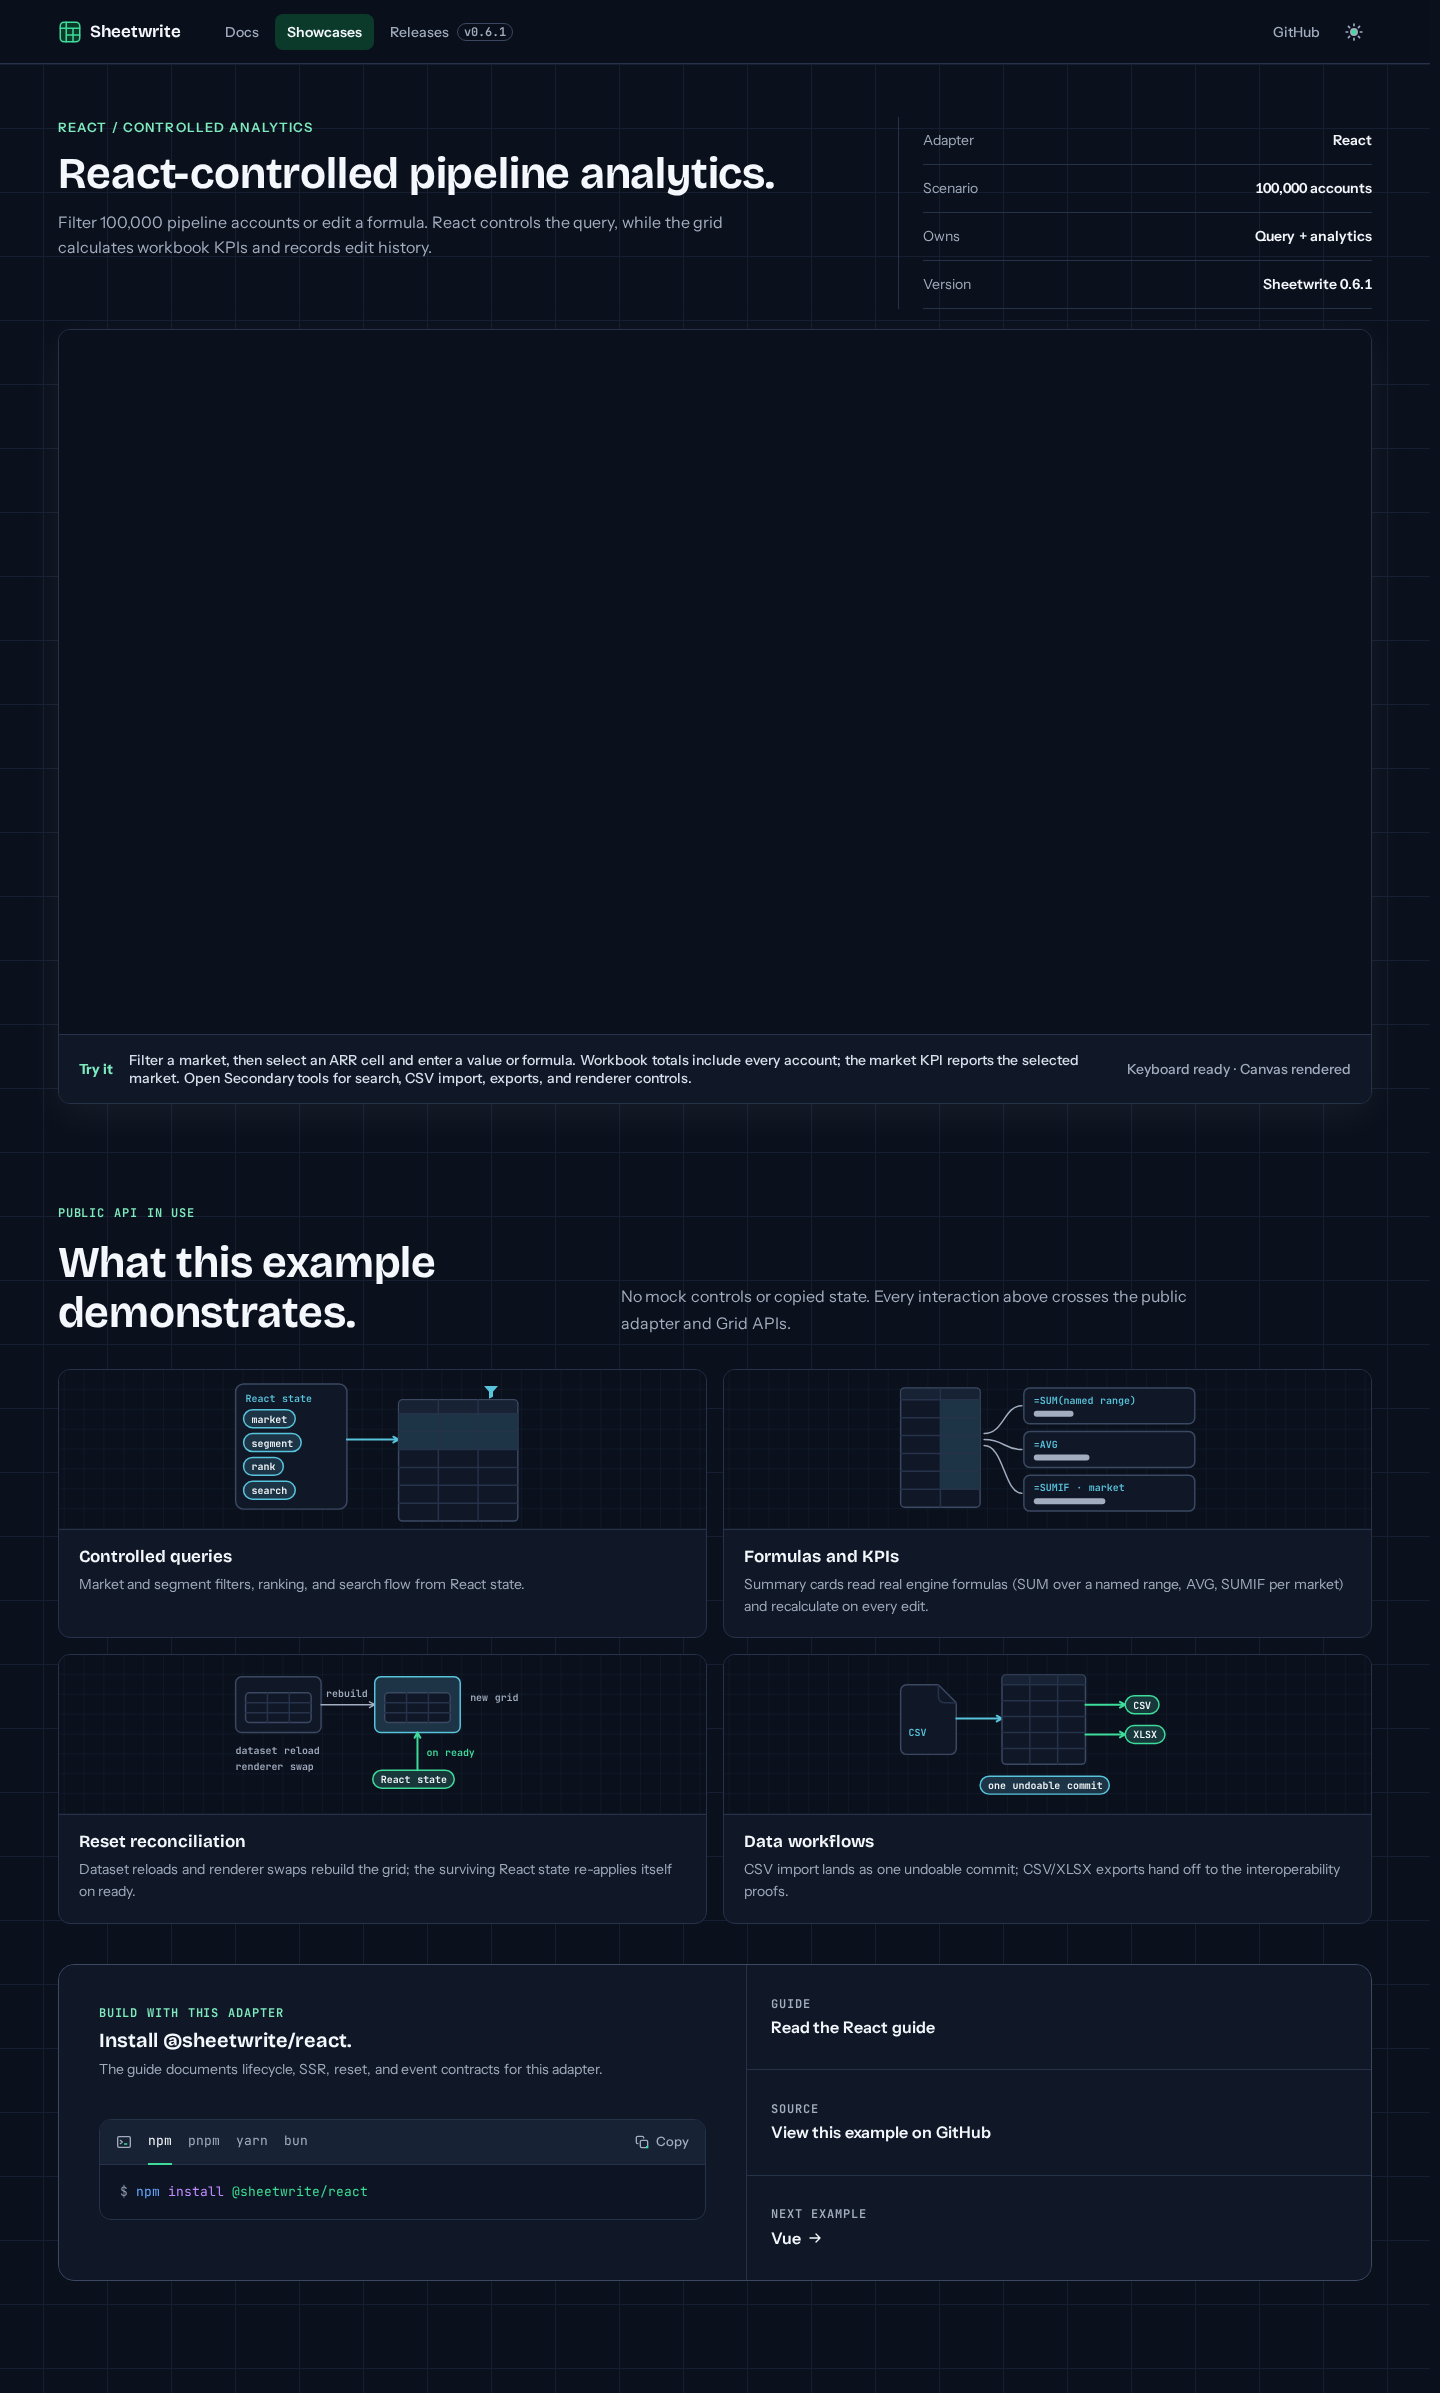 Sheetwrite
Docs
Showcases
Releases
v0.6.1
GitHub
REACT / CONTROLLED ANALYTICS
React-controlled pipeline analytics.
Filter 100,000 pipeline accounts or edit a formula. React controls the query, while the grid
calculates workbook KPIs and records edit history.
Adapter
React
Scenario
100,000 accounts
Owns
Query + analytics
Version
Sheetwrite 0.6.1
Try it
Filter a market, then select an ARR cell and enter a value or formula. Workbook totals include every account; the market KPI reports the selected
market. Open Secondary tools for search, CSV import, exports, and renderer controls.
Keyboard ready · Canvas rendered
PUBLIC API IN USE
What this example
demonstrates.
No mock controls or copied state. Every interaction above crosses the public
adapter and Grid APIs.
React state
market
segment
rank
search
Controlled queries
Market and segment filters, ranking, and search flow from React state.
=SUM(named range)
=AVG
=SUMIF · market
Formulas and KPIs
Summary cards read real engine formulas (SUM over a named range, AVG, SUMIF per market)
and recalculate on every edit.
rebuild
new grid
dataset reload
renderer swap
on ready
React state
Reset reconciliation
Dataset reloads and renderer swaps rebuild the grid; the surviving React state re-applies itself
on ready.
CSV
CSV
XLSX
one undoable commit
Data workflows
CSV import lands as one undoable commit; CSV/XLSX exports hand off to the interoperability
proofs.
BUILD WITH THIS ADAPTER
Install @sheetwrite/react.
The guide documents lifecycle, SSR, reset, and event contracts for this adapter.
npm
pnpm
yarn
bun
Copy
$ npm install @sheetwrite/react
GUIDE
Read the React guide
SOURCE
View this example on GitHub
NEXT EXAMPLE
Vue →